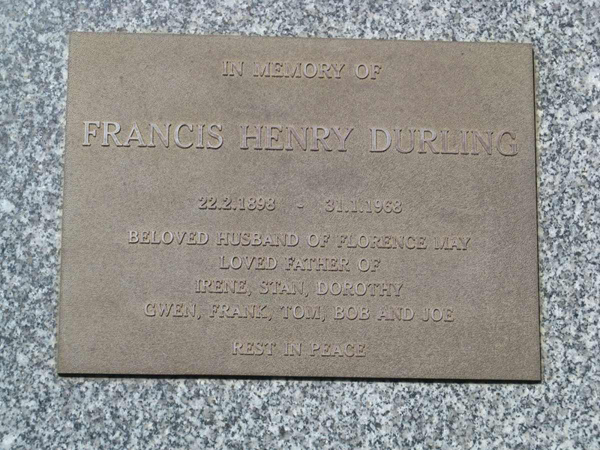 IN MEMORY OF
FRANCIS HENRY DURLING
22.2.1898 - 31.1.1968
BELOVED HUSBAND OF FLORENCE MAY
LOVED FATHER OF
IRENE, STAN, DOROTHY
GWEN, FRANK, TOM, BOB AND JOE
REST IN PEACE